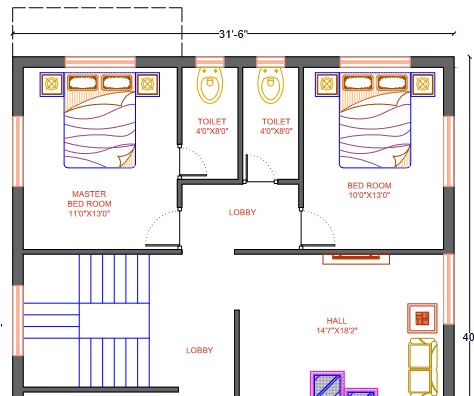 31'-6"
TOILET
4'0"X8'0"
TOILET
4'0"X8'0"
MASTER
BED ROOM
11'0"X13'0"
BED ROOM
10'0"X13'0"
LOBBY
HALL
14'7"X18'2"
LOBBY
40